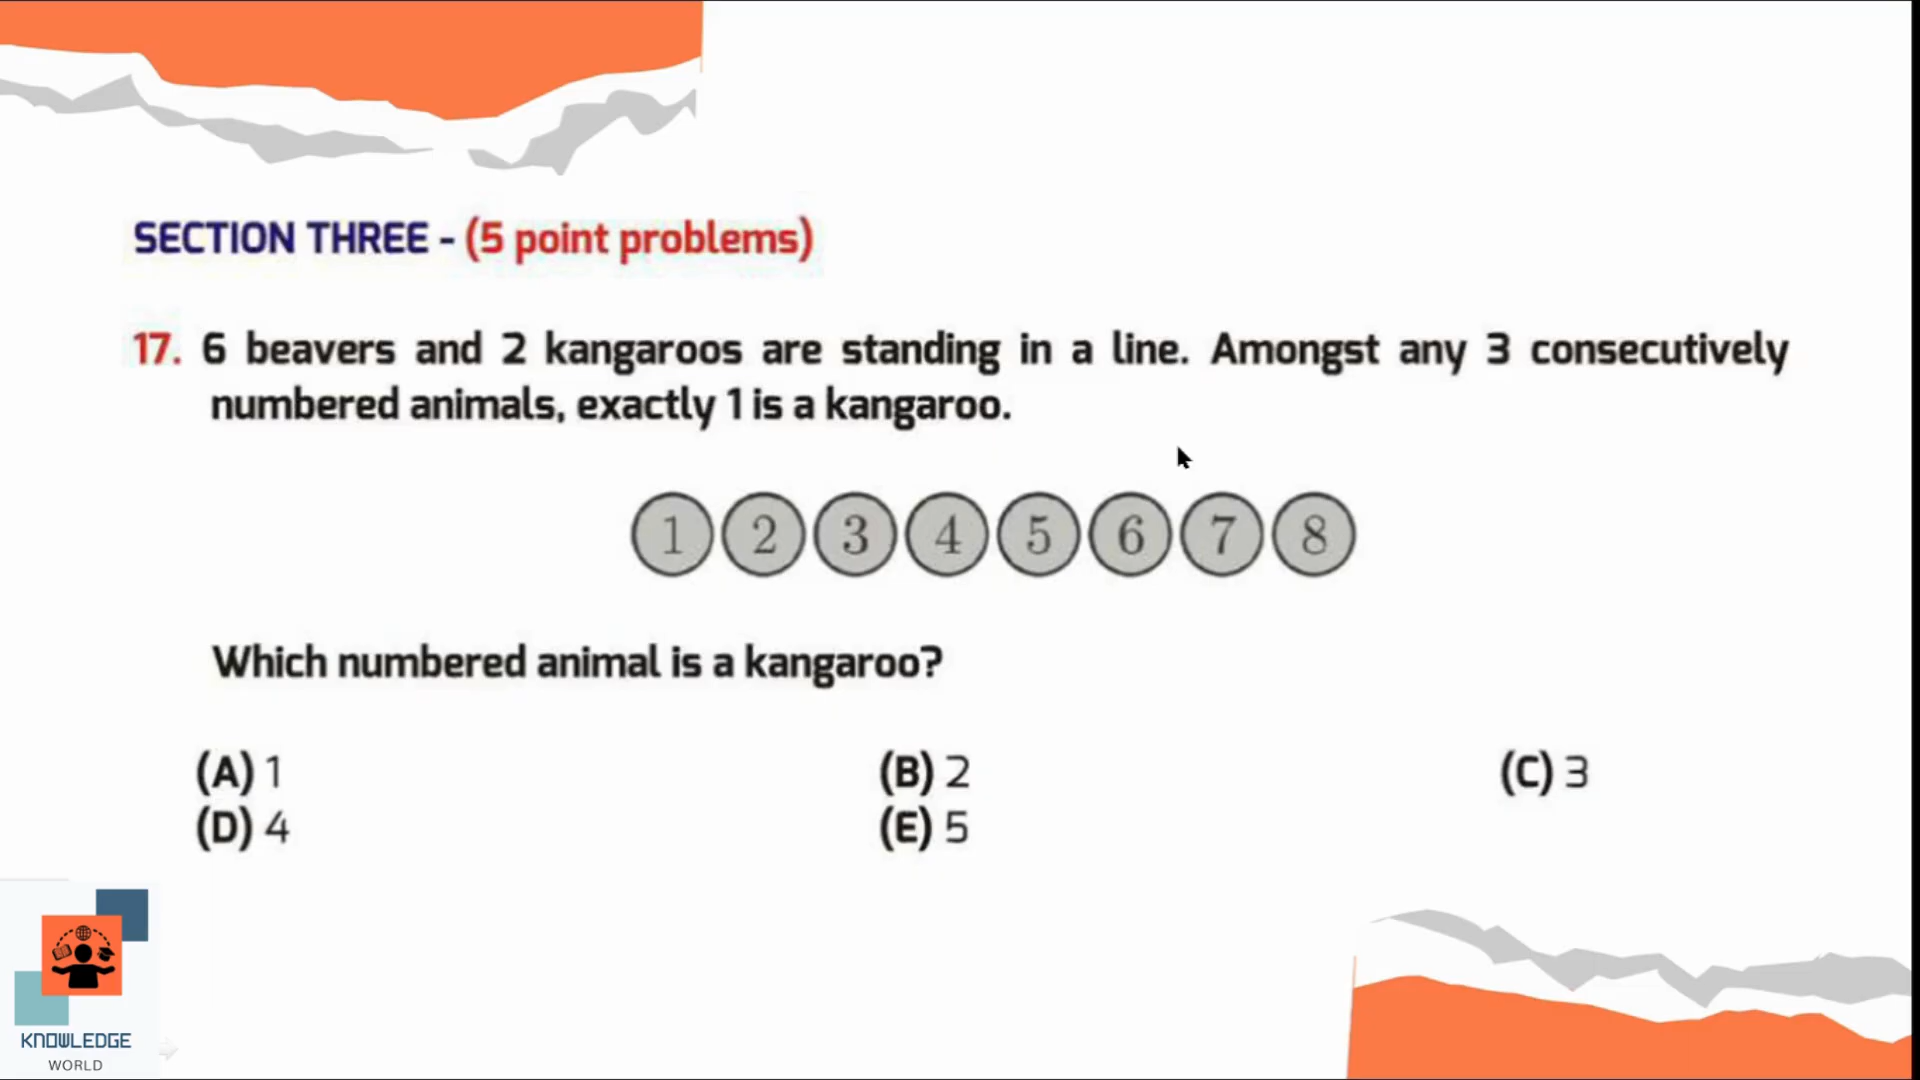 SECTION THREE - (5 point problems)
17. 6 beavers and 2 kangaroos are standing in a line. Amongst any 3 consecutively
numbered animals, exactly 1 is a kangaroo.
1 2 3 4 5 6 7 8
Which numbered animal is a kangaroo?
(A) 1 (B) 2 (C) 3
(D) 4 (E) 5
KNOWLEDGE
WORLD